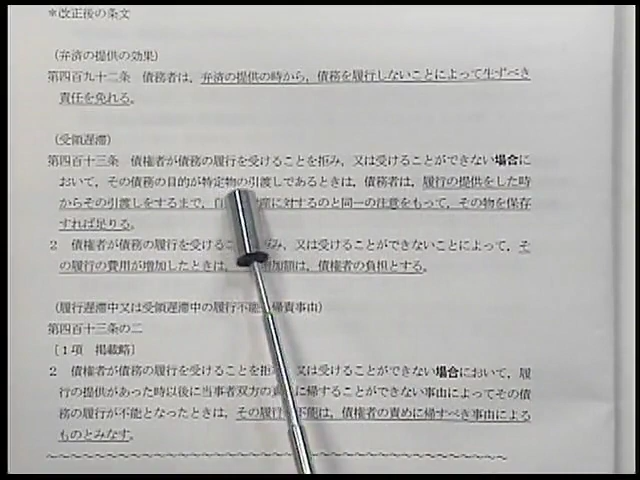 ＊改正後の条文
（弁済の提供の効果）
第四百九十二条　債務者は、弁済の提供の時から、債務を履行しないことによって生ずべき
責任を免れる。
（受領遅滞）
第四百十三条　債権者が債務の履行を受けることを拒み、又は受けることができない場合に
おいて、その債務の目的が特定物の引渡しであるときは、債務者は、履行の提供をした時
からその引渡しをするまで、自 に対するのと同一の注意をもって、その物を保存
すれば足りる。
2　債権者が債務の履行を受けるこ み、又は受けることができないことによって、そ
の履行の費用が増加したときは、 増加額は、債権者の負担とする。
（履行遅滞中又は受領遅滞中の履行不能 帰責事由）
第四百十三条の二
［1項　掲載略］
2　債権者が債務の履行を受けることを拒み、又は受けることができない場合において、履
行の提供があった時以後に当事者双方の責 に帰することができない事由によってその債
務の履行が不能となったときは、その履行 不能は、債権者の責めに帰すべき事由による
ものとみなす。